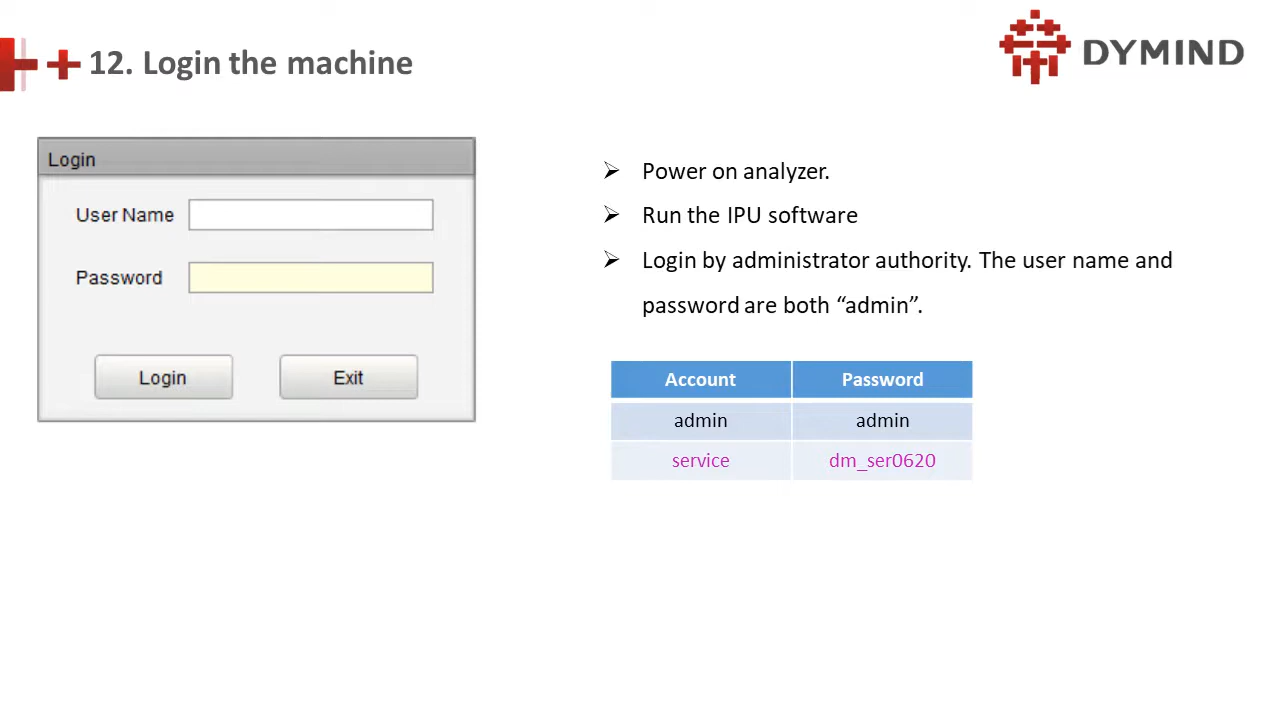 12. Login the machine
DYMIND
Login
User Name
Password
Login Exit
➢ Power on analyzer.
➢ Run the IPU software
➢ Login by administrator authority. The user name and
password are both “admin”.
Account Password
admin admin
service dm_ser0620